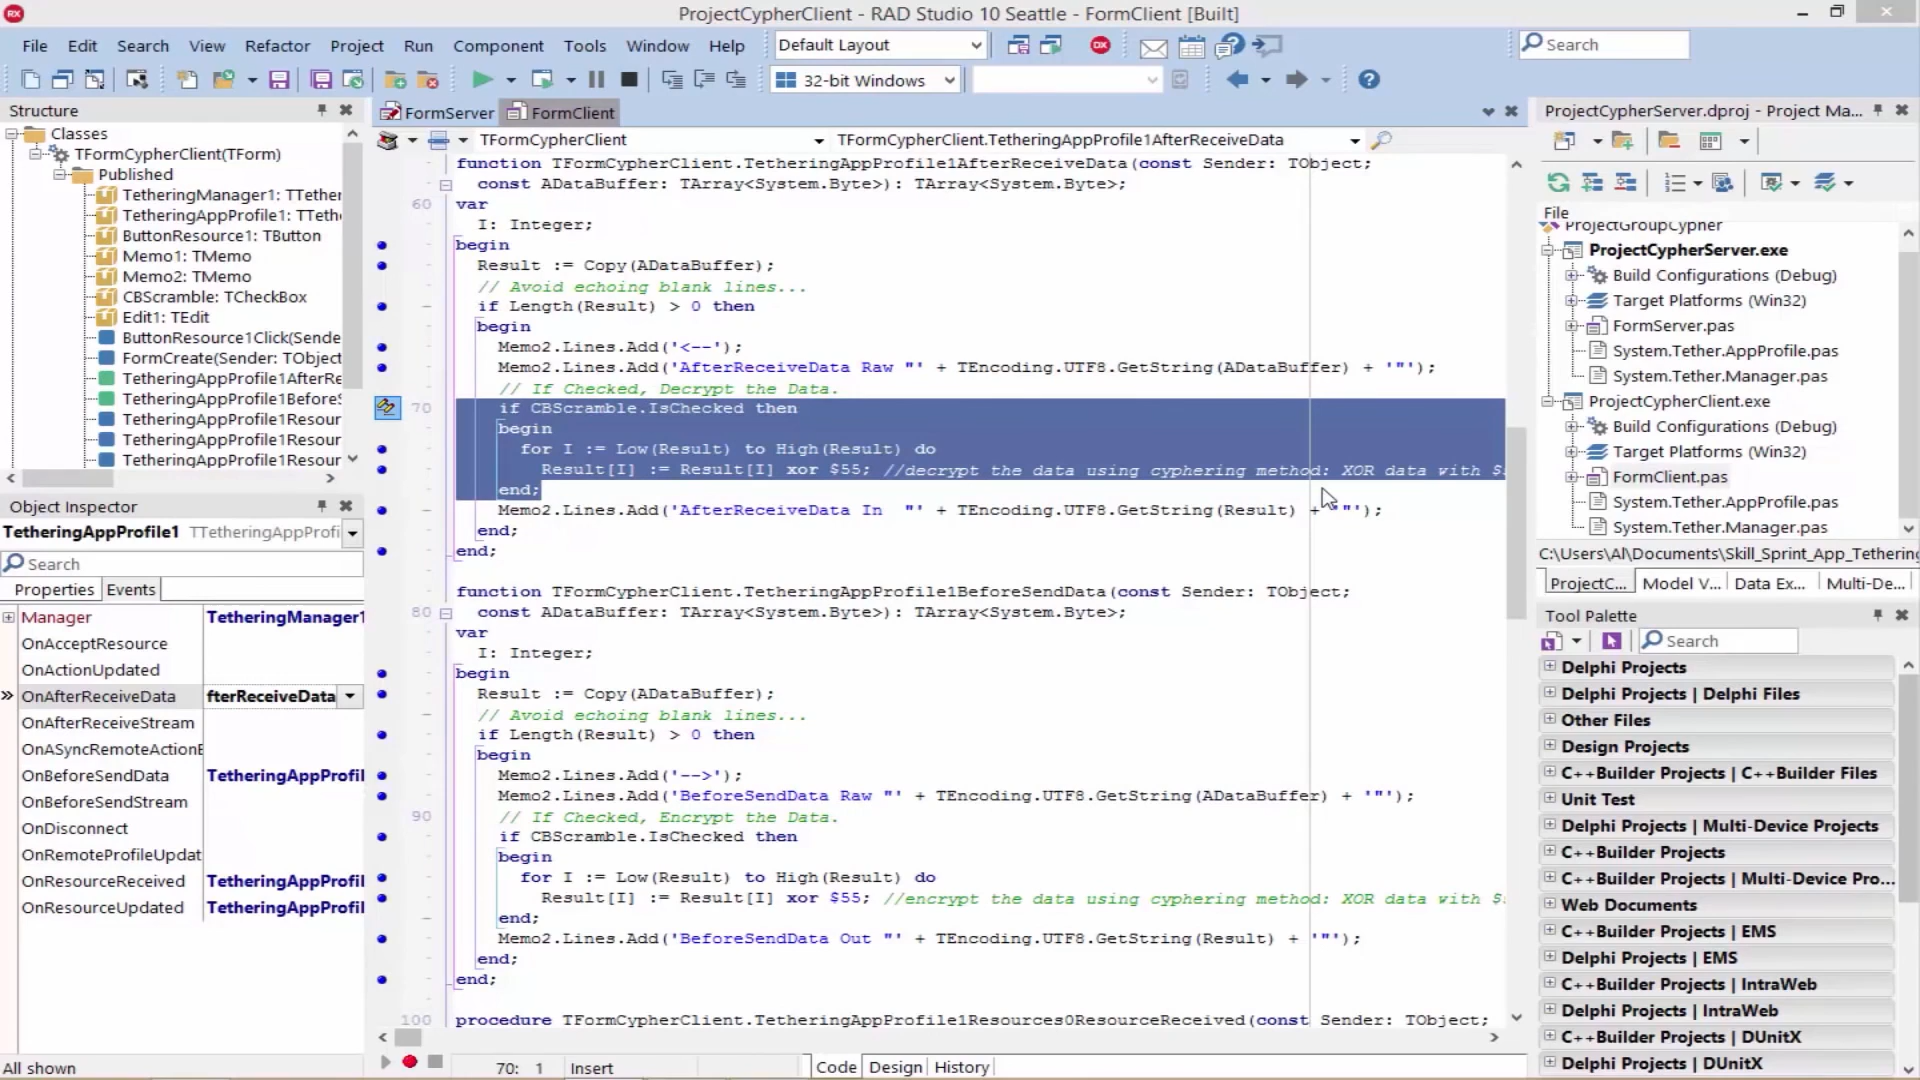 RX
ProjectCypherClient - RAD Studio 10 Seattle - FormClient [Built]
File Edit Search View Refactor Project Run Component Tools Window Help
Default Layout
DX
Search
32-bit Windows
Structure
Classes
TFormCypherClient(TForm)
Published
TetheringManager1: TTether
TetheringAppProfile1: TTeth
ButtonResource1: TButton
Memo1: TMemo
Memo2: TMemo
CBScramble: TCheckBox
Edit1: TEdit
ButtonResource1Click(Sende
FormCreate(Sender: TObject
TetheringAppProfile1AfterRe
TetheringAppProfile1BeforeS
TetheringAppProfile1Resour
TetheringAppProfile1Resour
TetheringAppProfile1Resour
Object Inspector
TetheringAppProfile1 TTetheringAppProfi
Search
Properties Events
Manager TetheringManager1
OnAcceptResource
OnActionUpdated
OnAfterReceiveData fterReceiveData
OnAfterReceiveStream
OnASyncRemoteActionE
OnBeforeSendData TetheringAppProfil
OnBeforeSendStream
OnDisconnect
OnRemoteProfileUpdat
OnResourceReceived TetheringAppProfil
OnResourceUpdated TetheringAppProfil
All shown
FormServer FormClient
TFormCypherClient TFormCypherClient.TetheringAppProfile1AfterReceiveData
function TFormCypherClient.TetheringAppProfile1AfterReceiveData(const Sender: TObject;
const ADataBuffer: TArray<System.Byte>): TArray<System.Byte>;
60 var
I: Integer;
begin
Result := Copy(ADataBuffer);
// Avoid echoing blank lines...
if Length(Result) > 0 then
begin
Memo2.Lines.Add('<--');
Memo2.Lines.Add('AfterReceiveData Raw "' + TEncoding.UTF8.GetString(ADataBuffer) + '"');
// If Checked, Decrypt the Data.
70 if CBScramble.IsChecked then
begin
for I := Low(Result) to High(Result) do
Result[I] := Result[I] xor $55; //decrypt the data using cyphering method: XOR data with $
end;
Memo2.Lines.Add('AfterReceiveData In  "' + TEncoding.UTF8.GetString(Result) + '"');
end;
end;
function TFormCypherClient.TetheringAppProfile1BeforeSendData(const Sender: TObject;
80 const ADataBuffer: TArray<System.Byte>): TArray<System.Byte>;
var
I: Integer;
begin
Result := Copy(ADataBuffer);
// Avoid echoing blank lines...
if Length(Result) > 0 then
begin
Memo2.Lines.Add('-->');
Memo2.Lines.Add('BeforeSendData Raw "' + TEncoding.UTF8.GetString(ADataBuffer) + '"');
90 // If Checked, Encrypt the Data.
if CBScramble.IsChecked then
begin
for I := Low(Result) to High(Result) do
Result[I] := Result[I] xor $55; //encrypt the data using cyphering method: XOR data with $
end;
Memo2.Lines.Add('BeforeSendData Out "' + TEncoding.UTF8.GetString(Result) + '"');
end;
end;
100 procedure TFormCypherClient.TetheringAppProfile1Resources0ResourceReceived(const Sender: TObject;
70: 1 Insert Code Design History
ProjectCypherServer.dproj - Project Ma...
File
ProjectGroupCypher
ProjectCypherServer.exe
Build Configurations (Debug)
Target Platforms (Win32)
FormServer.pas
System.Tether.AppProfile.pas
System.Tether.Manager.pas
ProjectCypherClient.exe
Build Configurations (Debug)
Target Platforms (Win32)
FormClient.pas
System.Tether.AppProfile.pas
System.Tether.Manager.pas
C:\Users\Al\Documents\Skill_Sprint_App_Tethering
ProjectC... Model V... Data Ex... Multi-De...
Tool Palette
Search
Delphi Projects
Delphi Projects | Delphi Files
Other Files
Design Projects
C++Builder Projects | C++Builder Files
Unit Test
Delphi Projects | Multi-Device Projects
C++Builder Projects
C++Builder Projects | Multi-Device Pro...
Web Documents
C++Builder Projects | EMS
Delphi Projects | EMS
C++Builder Projects | IntraWeb
Delphi Projects | IntraWeb
C++Builder Projects | DUnitX
Delphi Projects | DUnitX